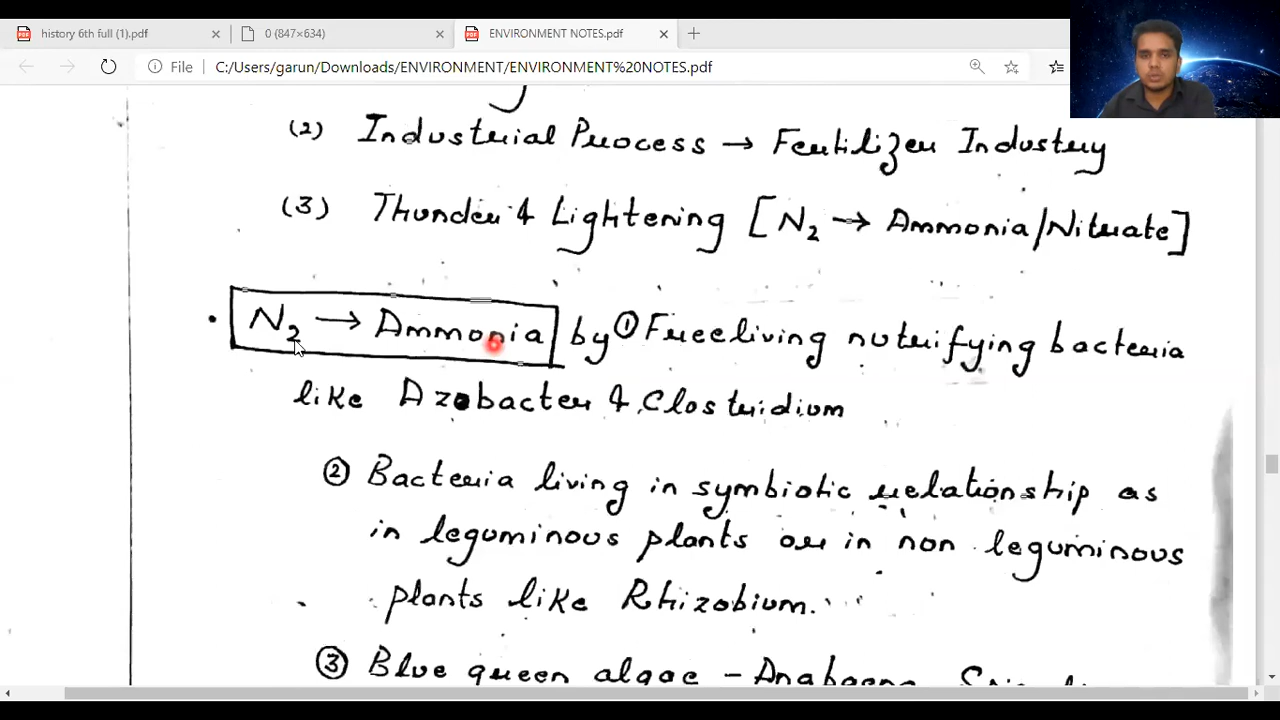 history 6th full (1).pdf
0 (847×634)
ENVIRONMENT NOTES.pdf
File
C:/Users/garun/Downloads/ENVIRONMENT/ENVIRONMENT%20NOTES.pdf
(2) Industrial Process → Fertilizer Industry
(3) Thunder & Lightening [N2 → Ammonia/Nitrate]
• N2 → Ammonia by ① Freeliving nutrifying bacteria
like Azobacter & Clostridium
② Bacteria living in symbiotic relationship as
in leguminous plants or in non leguminous
plants like Rhizobium.
③ Blue queen algae - Anabaena